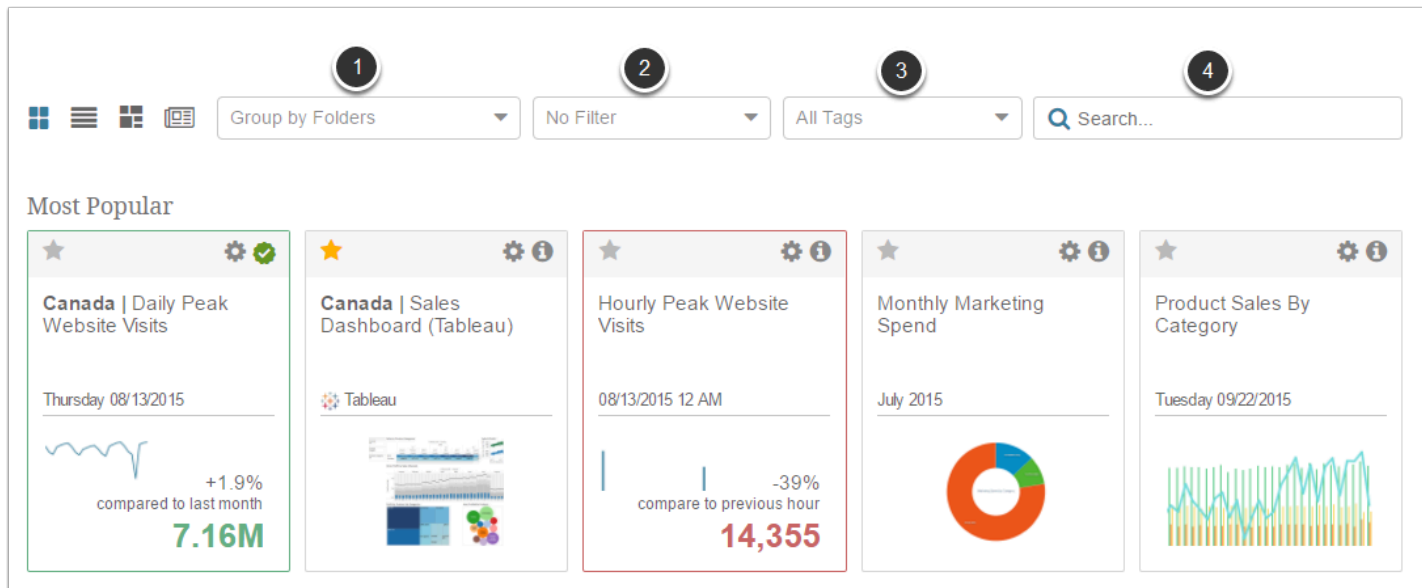 1 2 3 4
Group by Folders No Filter All Tags Search...
Most Popular
Canada | Daily Peak
Website Visits
Thursday 08/13/2015
+1.9%
compared to last month
7.16M
Canada | Sales
Dashboard (Tableau)
Tableau
Hourly Peak Website
Visits
08/13/2015 12 AM
-39%
compare to previous hour
14,355
Monthly Marketing
Spend
July 2015
Product Sales By
Category
Tuesday 09/22/2015